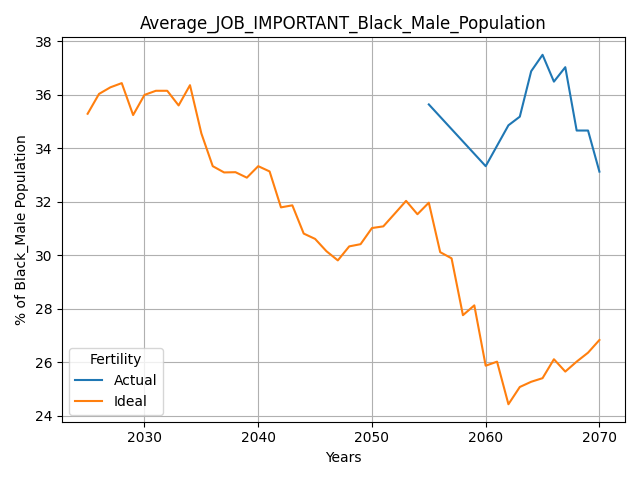 Average_JOB_IMPORTANT_Black_Male_Population
% of Black_Male Population
38
36
34
32
30
28
26
24
Fertility
Actual
Ideal
2030
2040
2050
2060
2070
Years